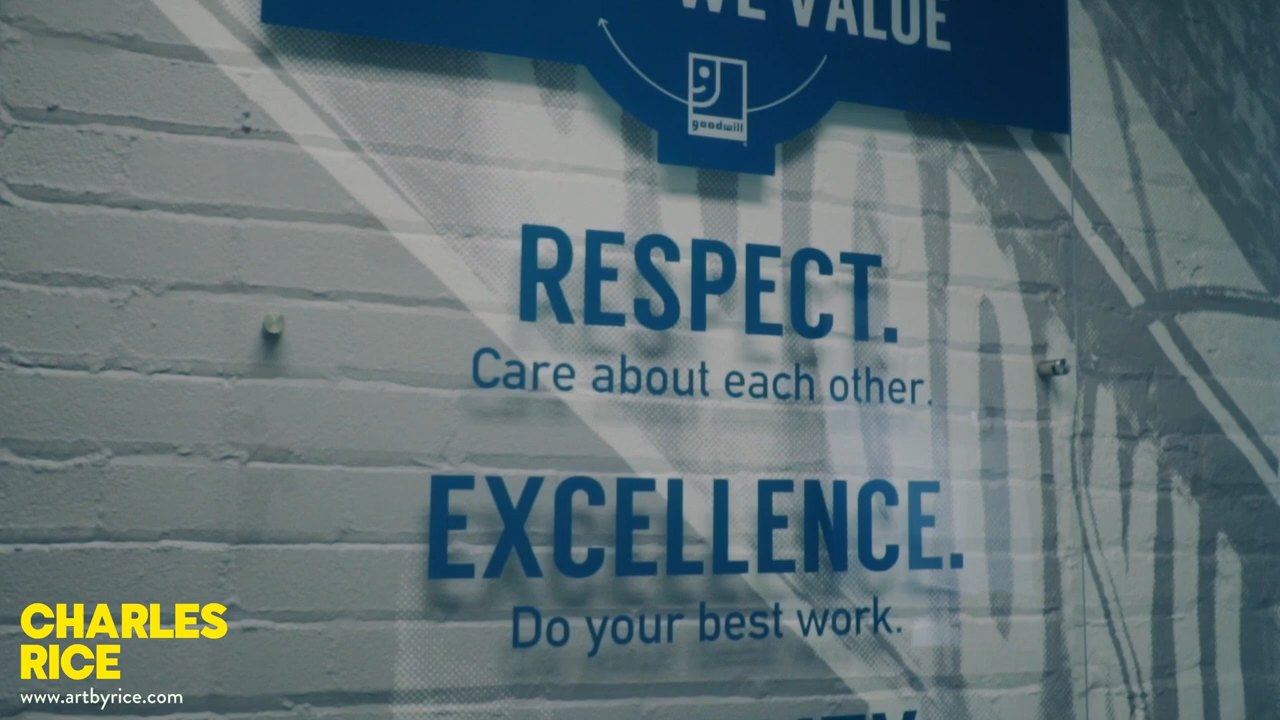 WE VALUE
goodwill
RESPECT.
Care about each other.
EXCELLENCE.
Do your best work.
CHARLES
RICE
www.artbyrice.com